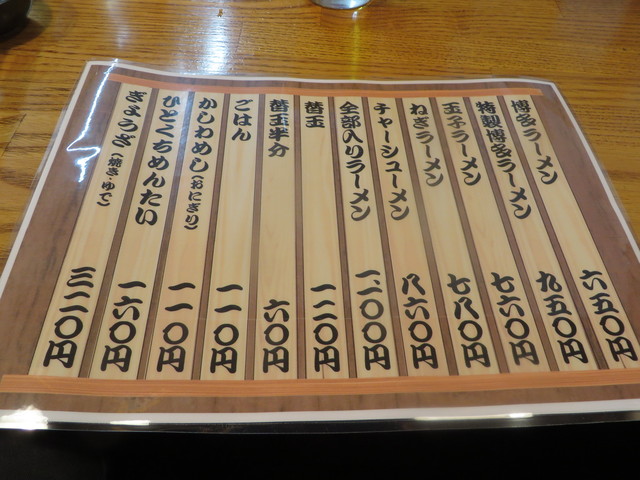 博多ラーメン 六五〇円
特製博多ラーメン 九五〇円
玉子ラーメン 七六〇円
ねぎラーメン 七八〇円
チャーシューメン 八六〇円
全部入りラーメン 一、一〇〇円
替玉 一二〇円
替玉半分 六〇円
ごはん 一一〇円
かしわめし(おにぎり) 一一〇円
ひとくちめんたい 一六〇円
ぎょうざ(焼き・ゆで) 三二〇円